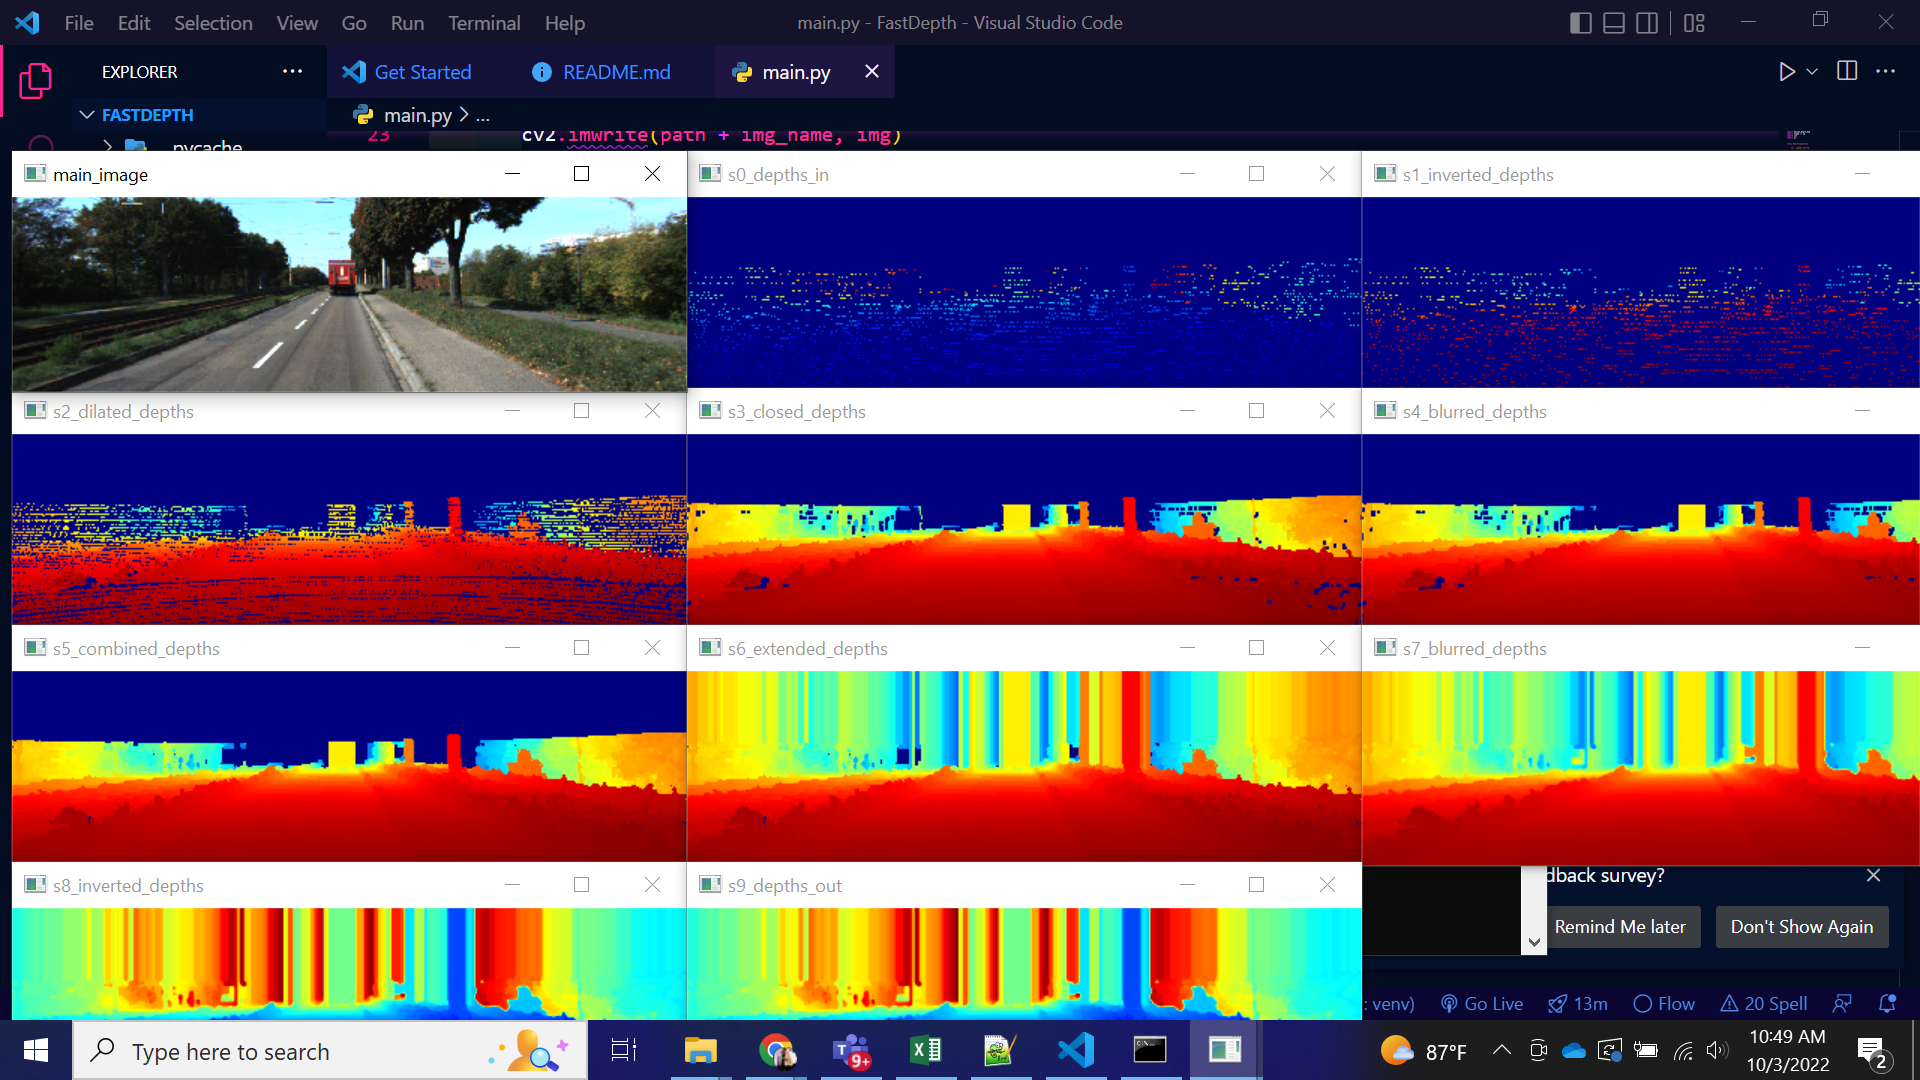 File Edit Selection View Go Run Terminal Help
main.py - FastDepth - Visual Studio Code
EXPLORER
Get Started
README.md
main.py
FASTDEPTH
main.py > ...
pycache
23 cv2.imwrite(path + img_name, img)
main_image
s0_depths_in
s1_inverted_depths
s2_dilated_depths
s3_closed_depths
s4_blurred_depths
s5_combined_depths
s6_extended_depths
s7_blurred_depths
s8_inverted_depths
s9_depths_out
dback survey?
Remind Me later
Don't Show Again
: venv)
Go Live
13m
Flow
20 Spell
Type here to search
9+
87°F
10:49 AM
10/3/2022
2